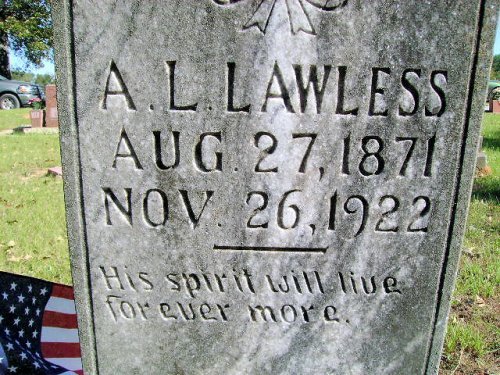 A. L. LAWLESS
AUG. 27, 1871
NOV. 26, 1922
His spirit will live
forever more.